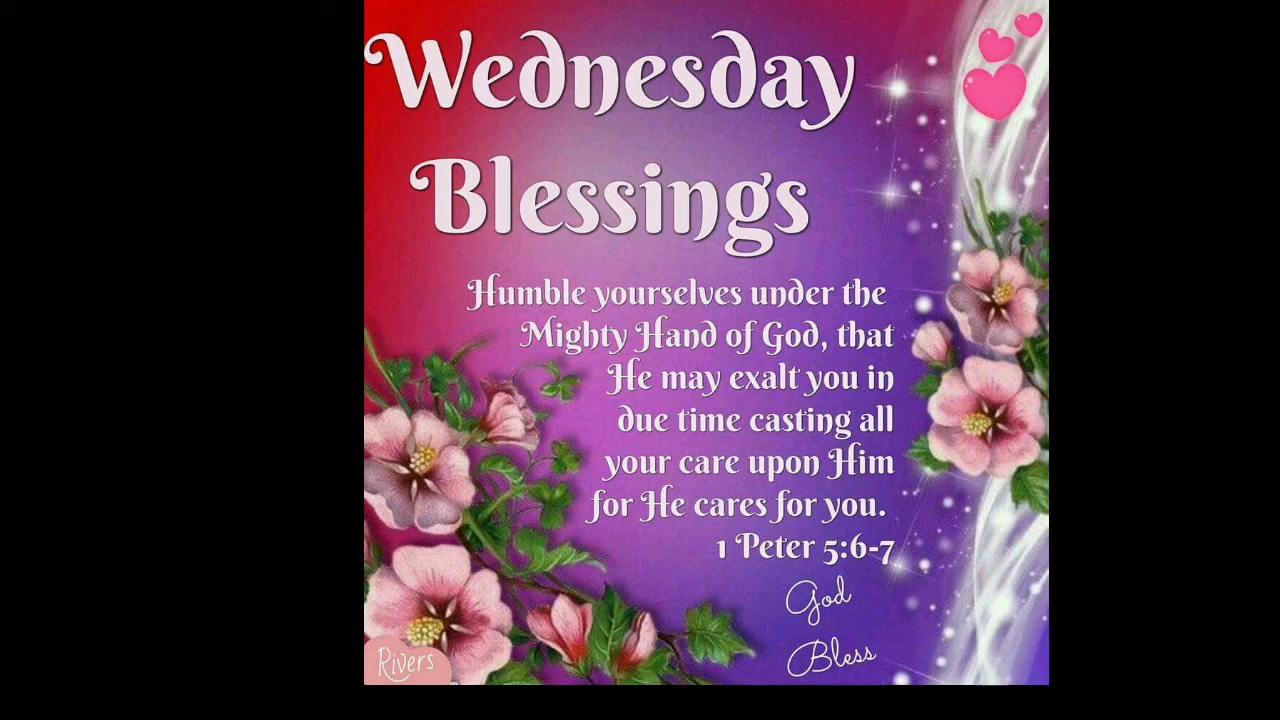 Wednesday
Blessings
Humble yourselves under the
Mighty Hand of God, that
He may exalt you in
due time casting all
your care upon Him
for He cares for you.
1 Peter 5:6-7
God
Bless
Rivers